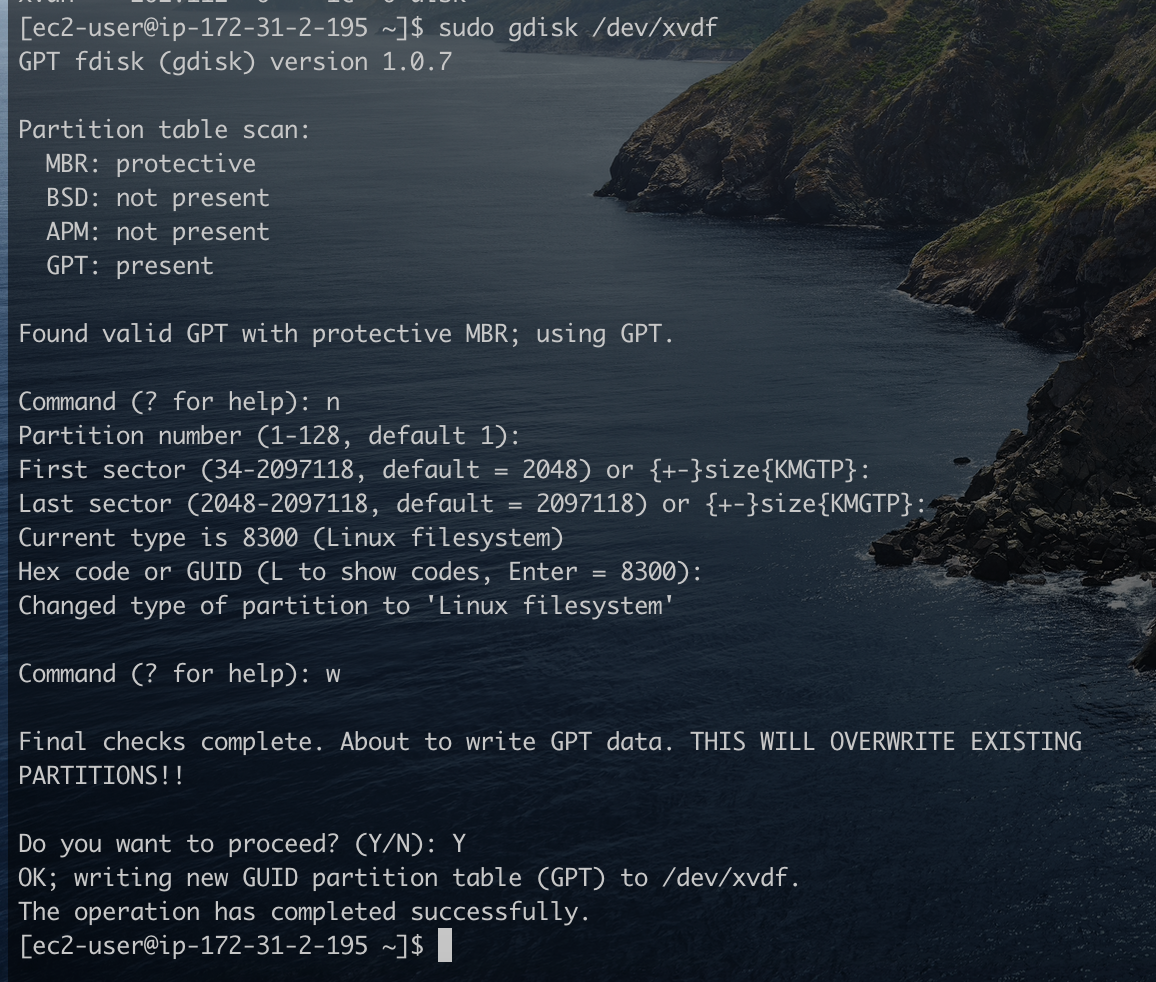 [ec2-user@ip-172-31-2-195 ~]$ sudo gdisk /dev/xvdf
GPT fdisk (gdisk) version 1.0.7
Partition table scan:
MBR: protective
BSD: not present
APM: not present
GPT: present
Found valid GPT with protective MBR; using GPT.
Command (? for help): n
Partition number (1-128, default 1):
First sector (34-2097118, default = 2048) or {+-}size{KMGTP}:
Last sector (2048-2097118, default = 2097118) or {+-}size{KMGTP}:
Current type is 8300 (Linux filesystem)
Hex code or GUID (L to show codes, Enter = 8300):
Changed type of partition to 'Linux filesystem'
Command (? for help): w
Final checks complete. About to write GPT data. THIS WILL OVERWRITE EXISTING
PARTITIONS!!
Do you want to proceed? (Y/N): Y
OK; writing new GUID partition table (GPT) to /dev/xvdf.
The operation has completed successfully.
[ec2-user@ip-172-31-2-195 ~]$